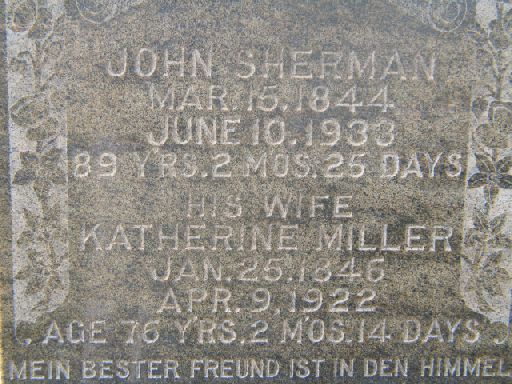 JOHN SHERMAN
MAR. 15. 1844
JUNE 10. 1933
89 YRS. 2 MOS. 25 DAYS
HIS WIFE
KATHERINE MILLER
JAN. 25. 1846
APR. 9, 1922
AGE 76 YRS. 2 MOS. 14 DAYS
MEIN BESTER FREUND IST IN DEN HIMMEL